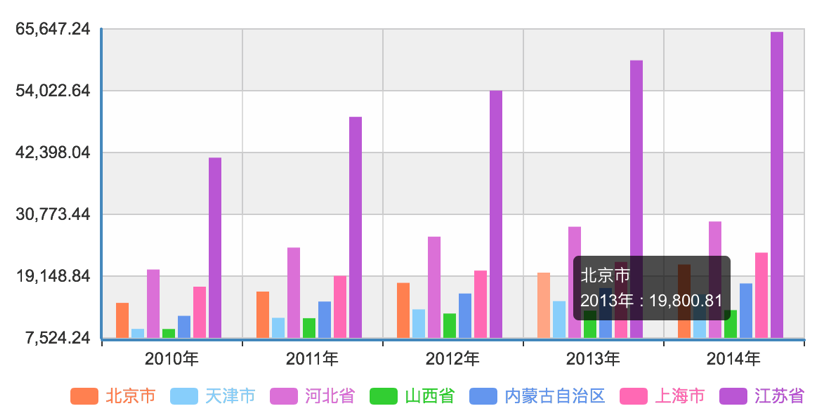 65,647.24
54,022.64
42,398.04
30,773.44
19,148.84
7,524.24
北京市
2013年 : 19,800.81
2010年 2011年 2012年 2013年 2014年
北京市 天津市 河北省 山西省 内蒙古自治区 上海市 江苏省